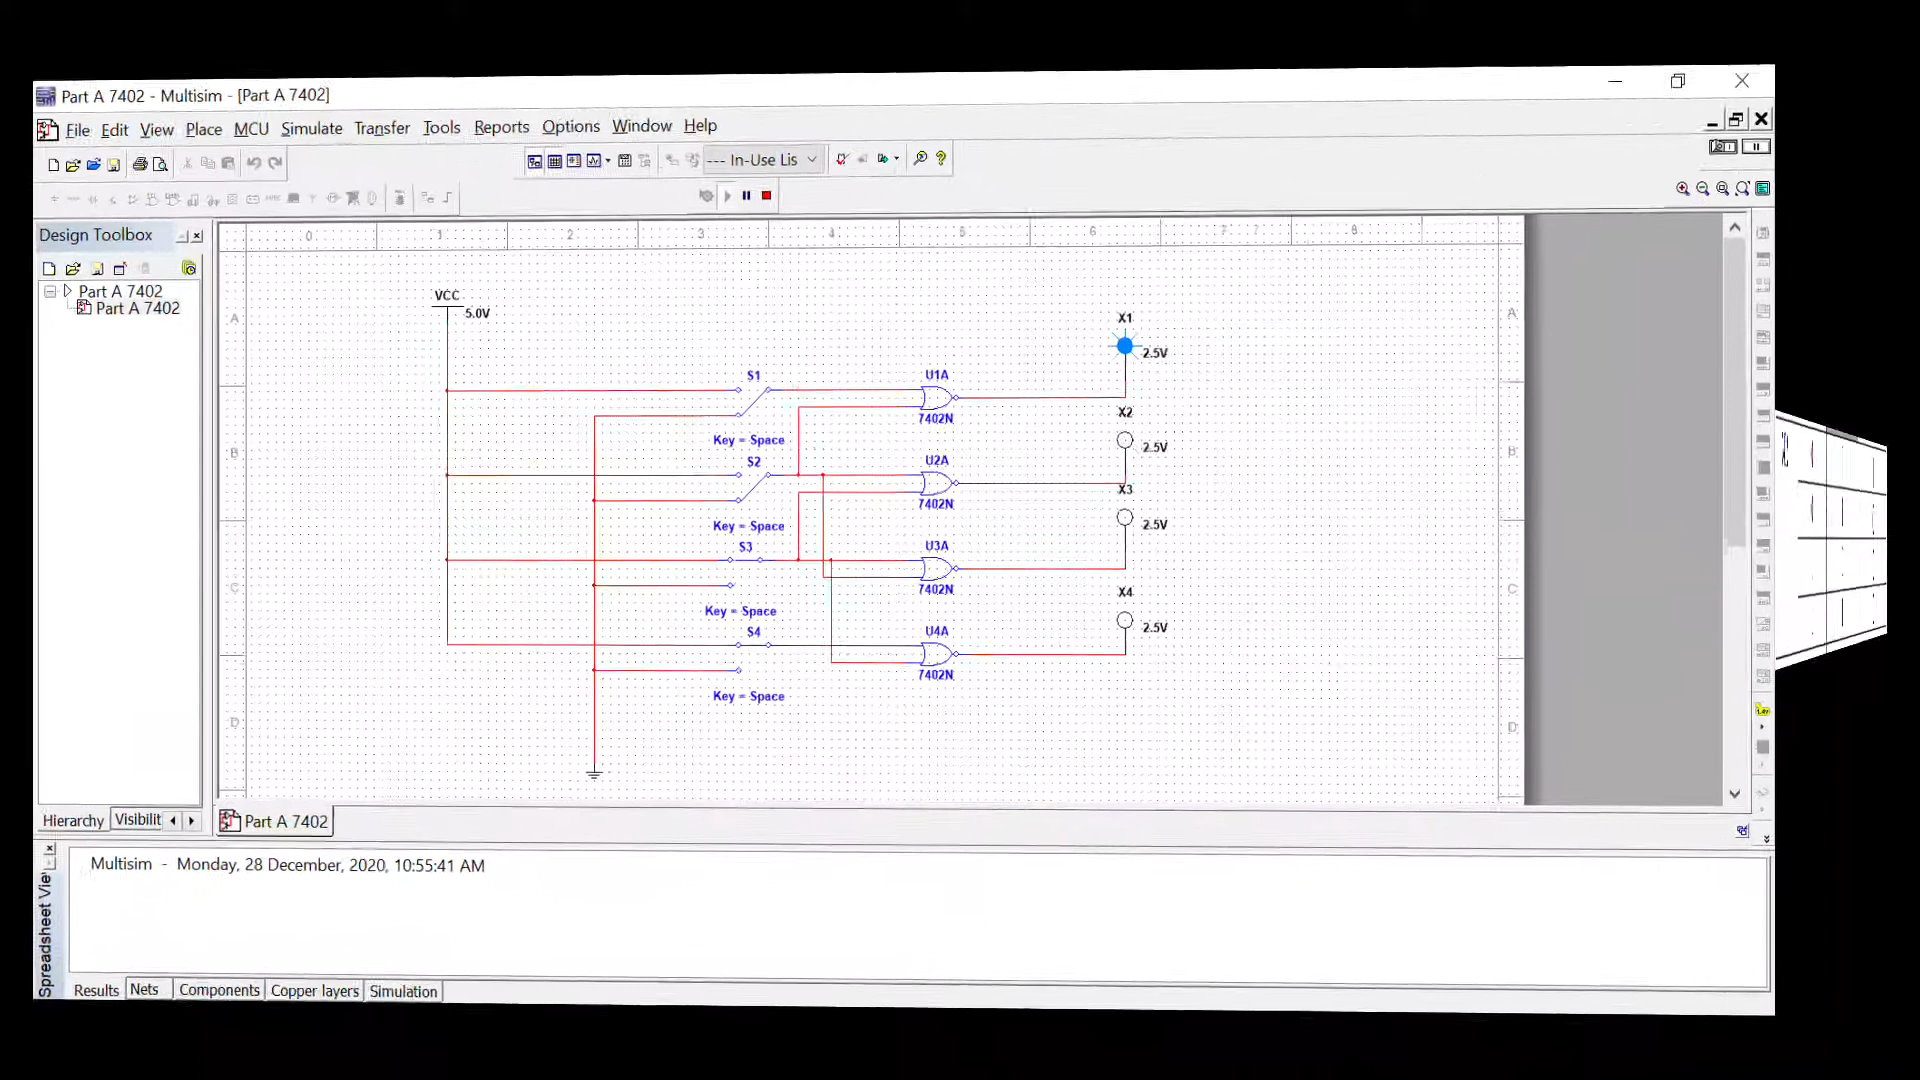 Part A 7402 - Multisim - [Part A 7402]
File Edit View Place MCU Simulate Transfer Tools Reports Options Window Help
--- In-Use Lis
Design Toolbox
Part A 7402
Part A 7402
0 1 2 3 4 5 6 7 8
A
B
C
D
A
B
C
D
VCC
5.0V
S1
Key = Space
S2
Key = Space
S3
Key = Space
S4
Key = Space
U1A
7402N
U2A
7402N
U3A
7402N
U4A
7402N
X1
2.5V
X2
2.5V
X3
2.5V
X4
2.5V
Hierarchy Visibilit
Part A 7402
Multisim - Monday, 28 December, 2020, 10:55:41 AM
Spreadsheet Vie
Results Nets Components Copper layers Simulation